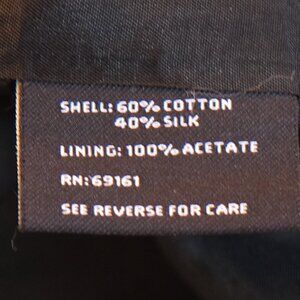 SHELL: 60% COTTON
40% SILK
LINING: 100% ACETATE
RN: 69161
SEE REVERSE FOR CARE